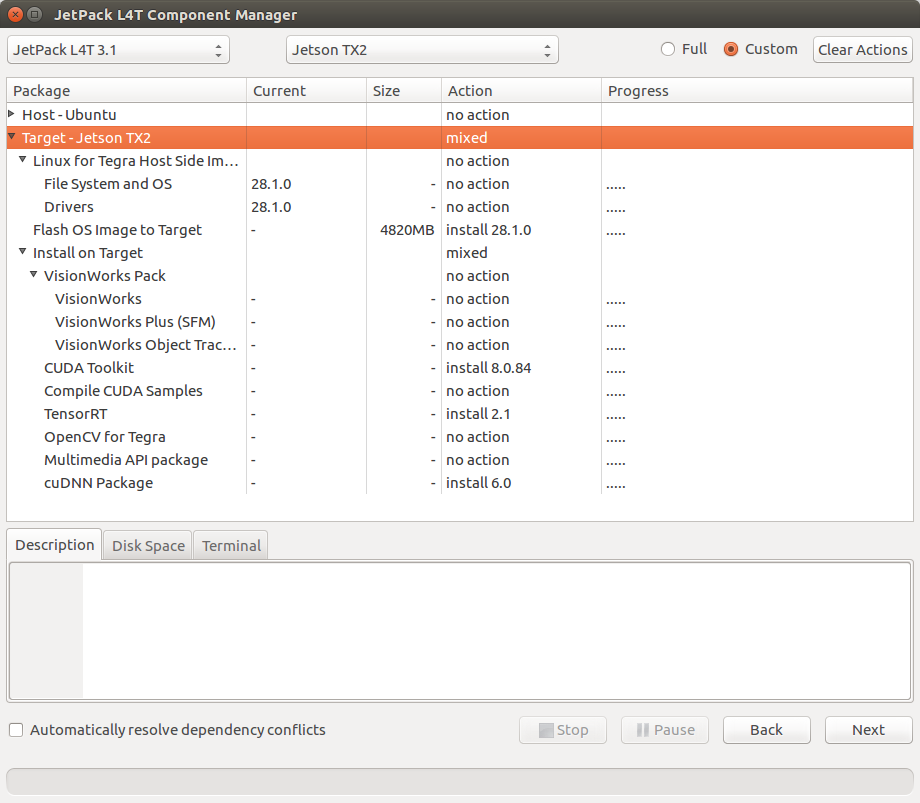 JetPack L4T Component Manager
JetPack L4T 3.1 Jetson TX2 Full Custom Clear Actions
Package Current Size Action Progress
Host - Ubuntu no action
Target - Jetson TX2 mixed
Linux for Tegra Host Side Im... no action
File System and OS 28.1.0 - no action .....
Drivers 28.1.0 - no action .....
Flash OS Image to Target - 4820MB install 28.1.0 .....
Install on Target mixed
VisionWorks Pack no action
VisionWorks - - no action .....
VisionWorks Plus (SFM) - - no action .....
VisionWorks Object Trac... - - no action .....
CUDA Toolkit - - install 8.0.84 .....
Compile CUDA Samples - - no action .....
TensorRT - - install 2.1 .....
OpenCV for Tegra - - no action .....
Multimedia API package - - no action .....
cuDNN Package - - install 6.0 .....
Description Disk Space Terminal
Automatically resolve dependency conflicts Stop Pause Back Next